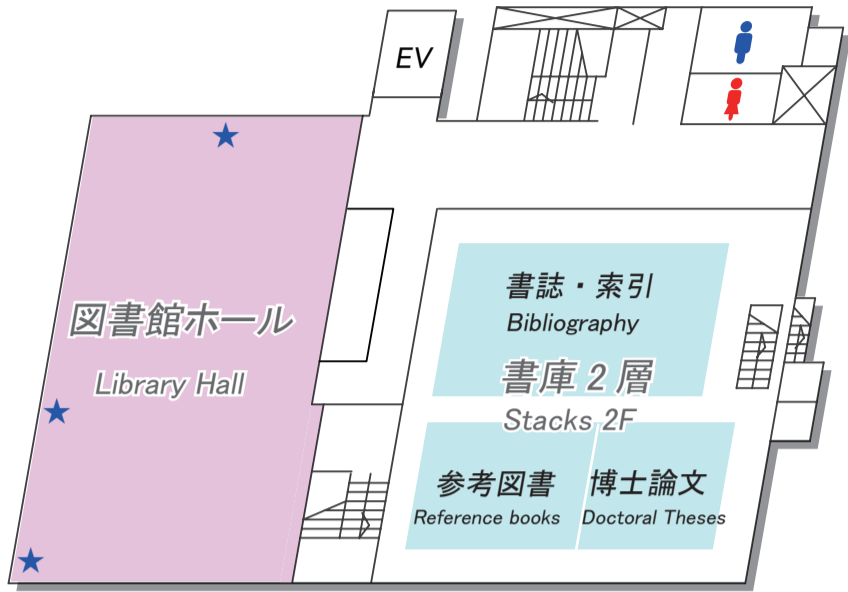 EV
図書館ホール
Library Hall
書誌・索引
Bibliography
書庫2層
Stacks 2F
参考図書
Reference books
博士論文
Doctoral Theses